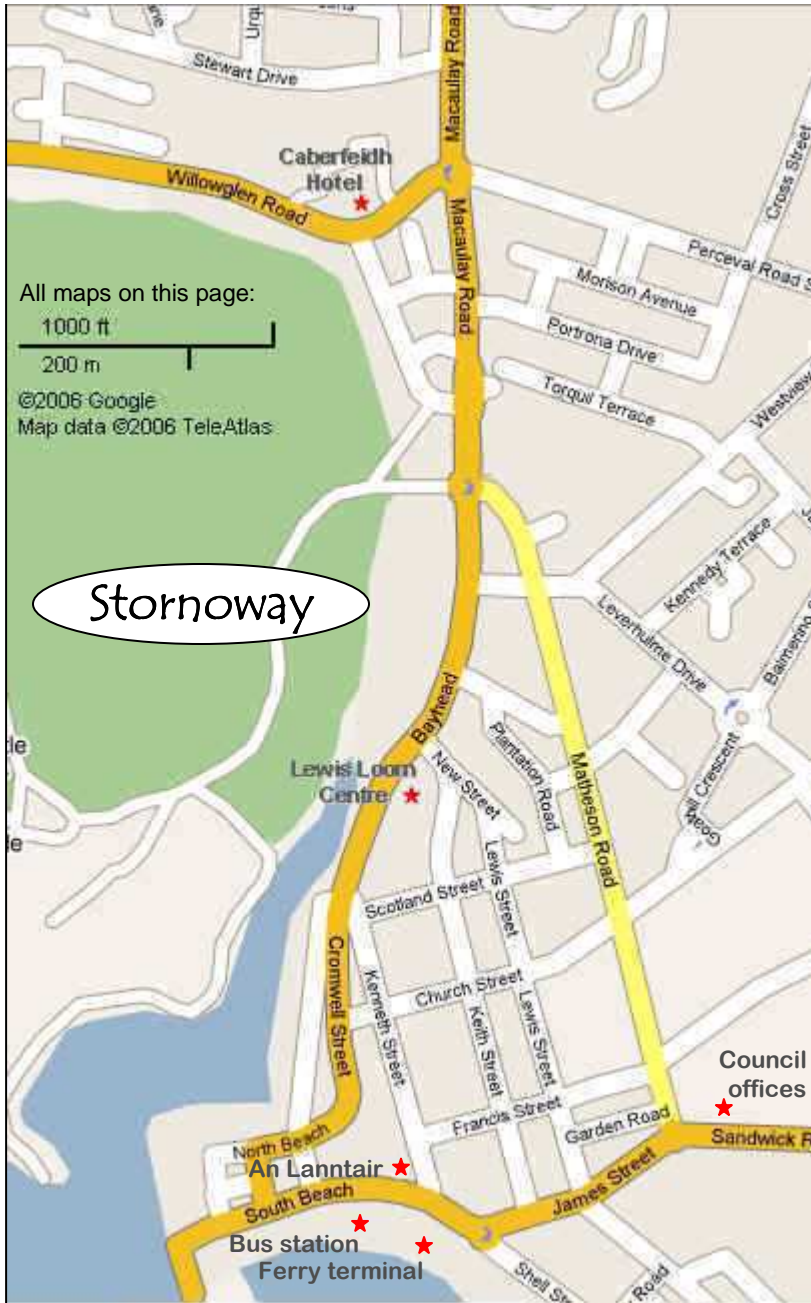 Stewart Drive
Macaulay Road
Cross Street
Caberfeidh
Hotel
Willowglen Road
Macaulay Road
Perceval Road S
Morison Avenue
Portrona Drive
All maps on this page:
1000 ft
200 m
©2006 Google
Map data ©2006 TeleAtlas
Torquil Terrace
Westview
Stornoway
Kennedy Terrace
Leverhulme Drive
Bayhead
Plantation Road
New Street
Lewis Loom
Centre
Matheson Road
Goathill Crescent
Scotland Street
Lewis Street
Cromwell Street
Kenneth Street
Church Street
Keith Street
Lewis Street
Council
offices
Francis Street
Garden Road
Sandwick R
North Beach
An Lanntair
South Beach
James Street
Bus station
Ferry terminal
Shell St
Road